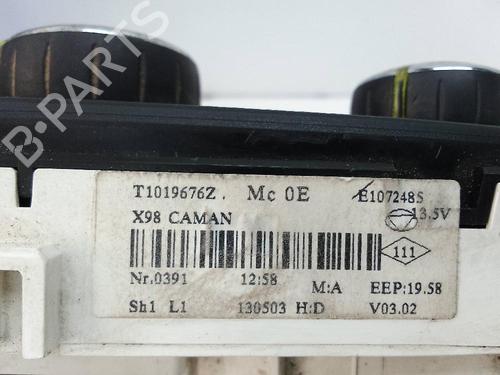 B-PARTS
T1019676Z. Mc 0E E1072485
X98 CAMAN 13.5V
111
Nr.0391 12:58 M:A EEP:19.58
Sh1 L1 130503 H:D V03.02